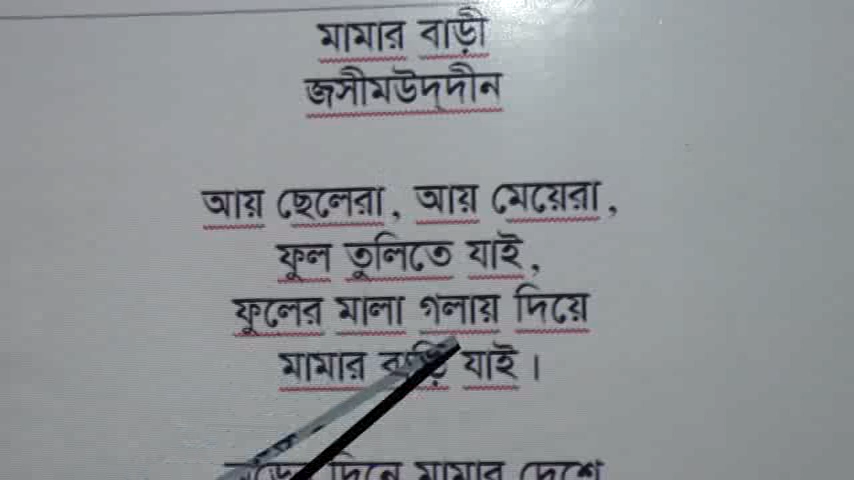 মামার বাড়ী
জসীমউদ্‌দীন
আয় ছেলেরা, আয় মেয়েরা,
ফুল তুলিতে যাই,
ফুলের মালা গলায় দিয়ে
মামার যাই।
দিনে মামার দেশে